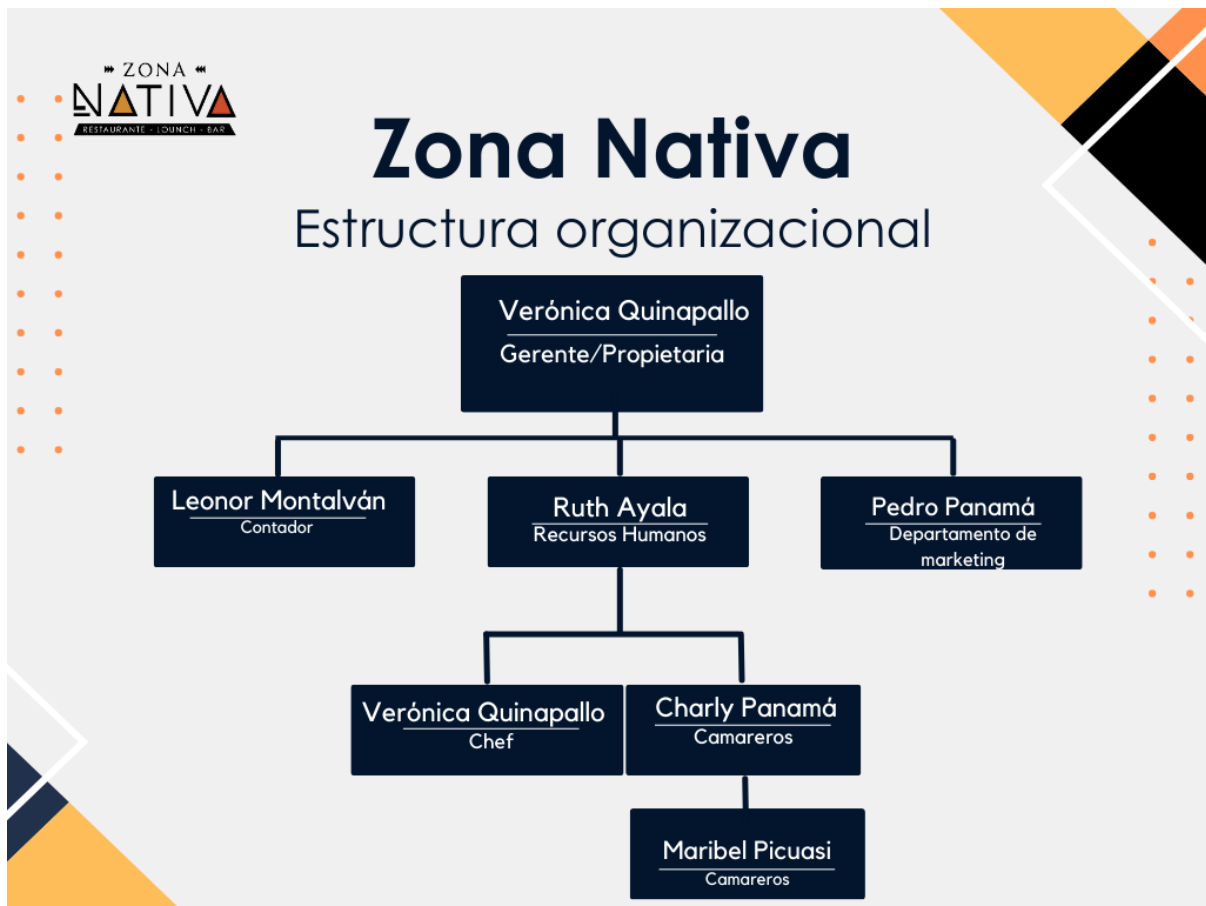 ZONA
NATIVA
RESTAURANTE - LOUNCH - BAR
Zona Nativa
Estructura organizacional
Verónica Quinapallo
Gerente/Propietaria
Leonor Montalván
Contador
Ruth Ayala
Recursos Humanos
Pedro Panamá
Departamento de
marketing
Verónica Quinapallo
Chef
Charly Panamá
Camareros
Maribel Picuasi
Camareros